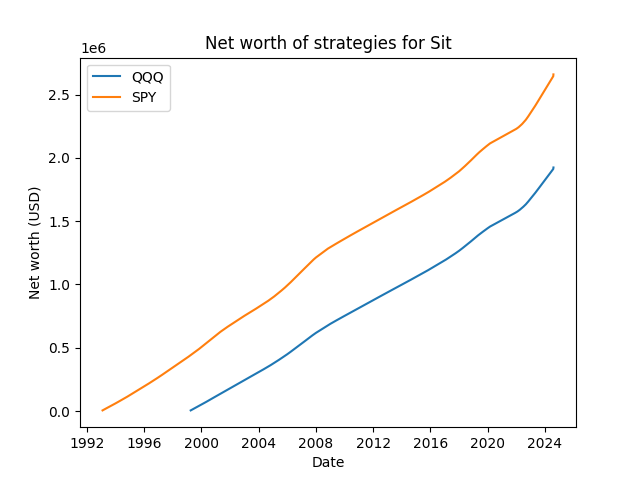 Net worth of strategies for Sit
1e6
QQQ
SPY
2.5
2.0
1.5
1.0
0.5
0.0
Net worth (USD)
1992 1996 2000 2004 2008 2012 2016 2020 2024
Date